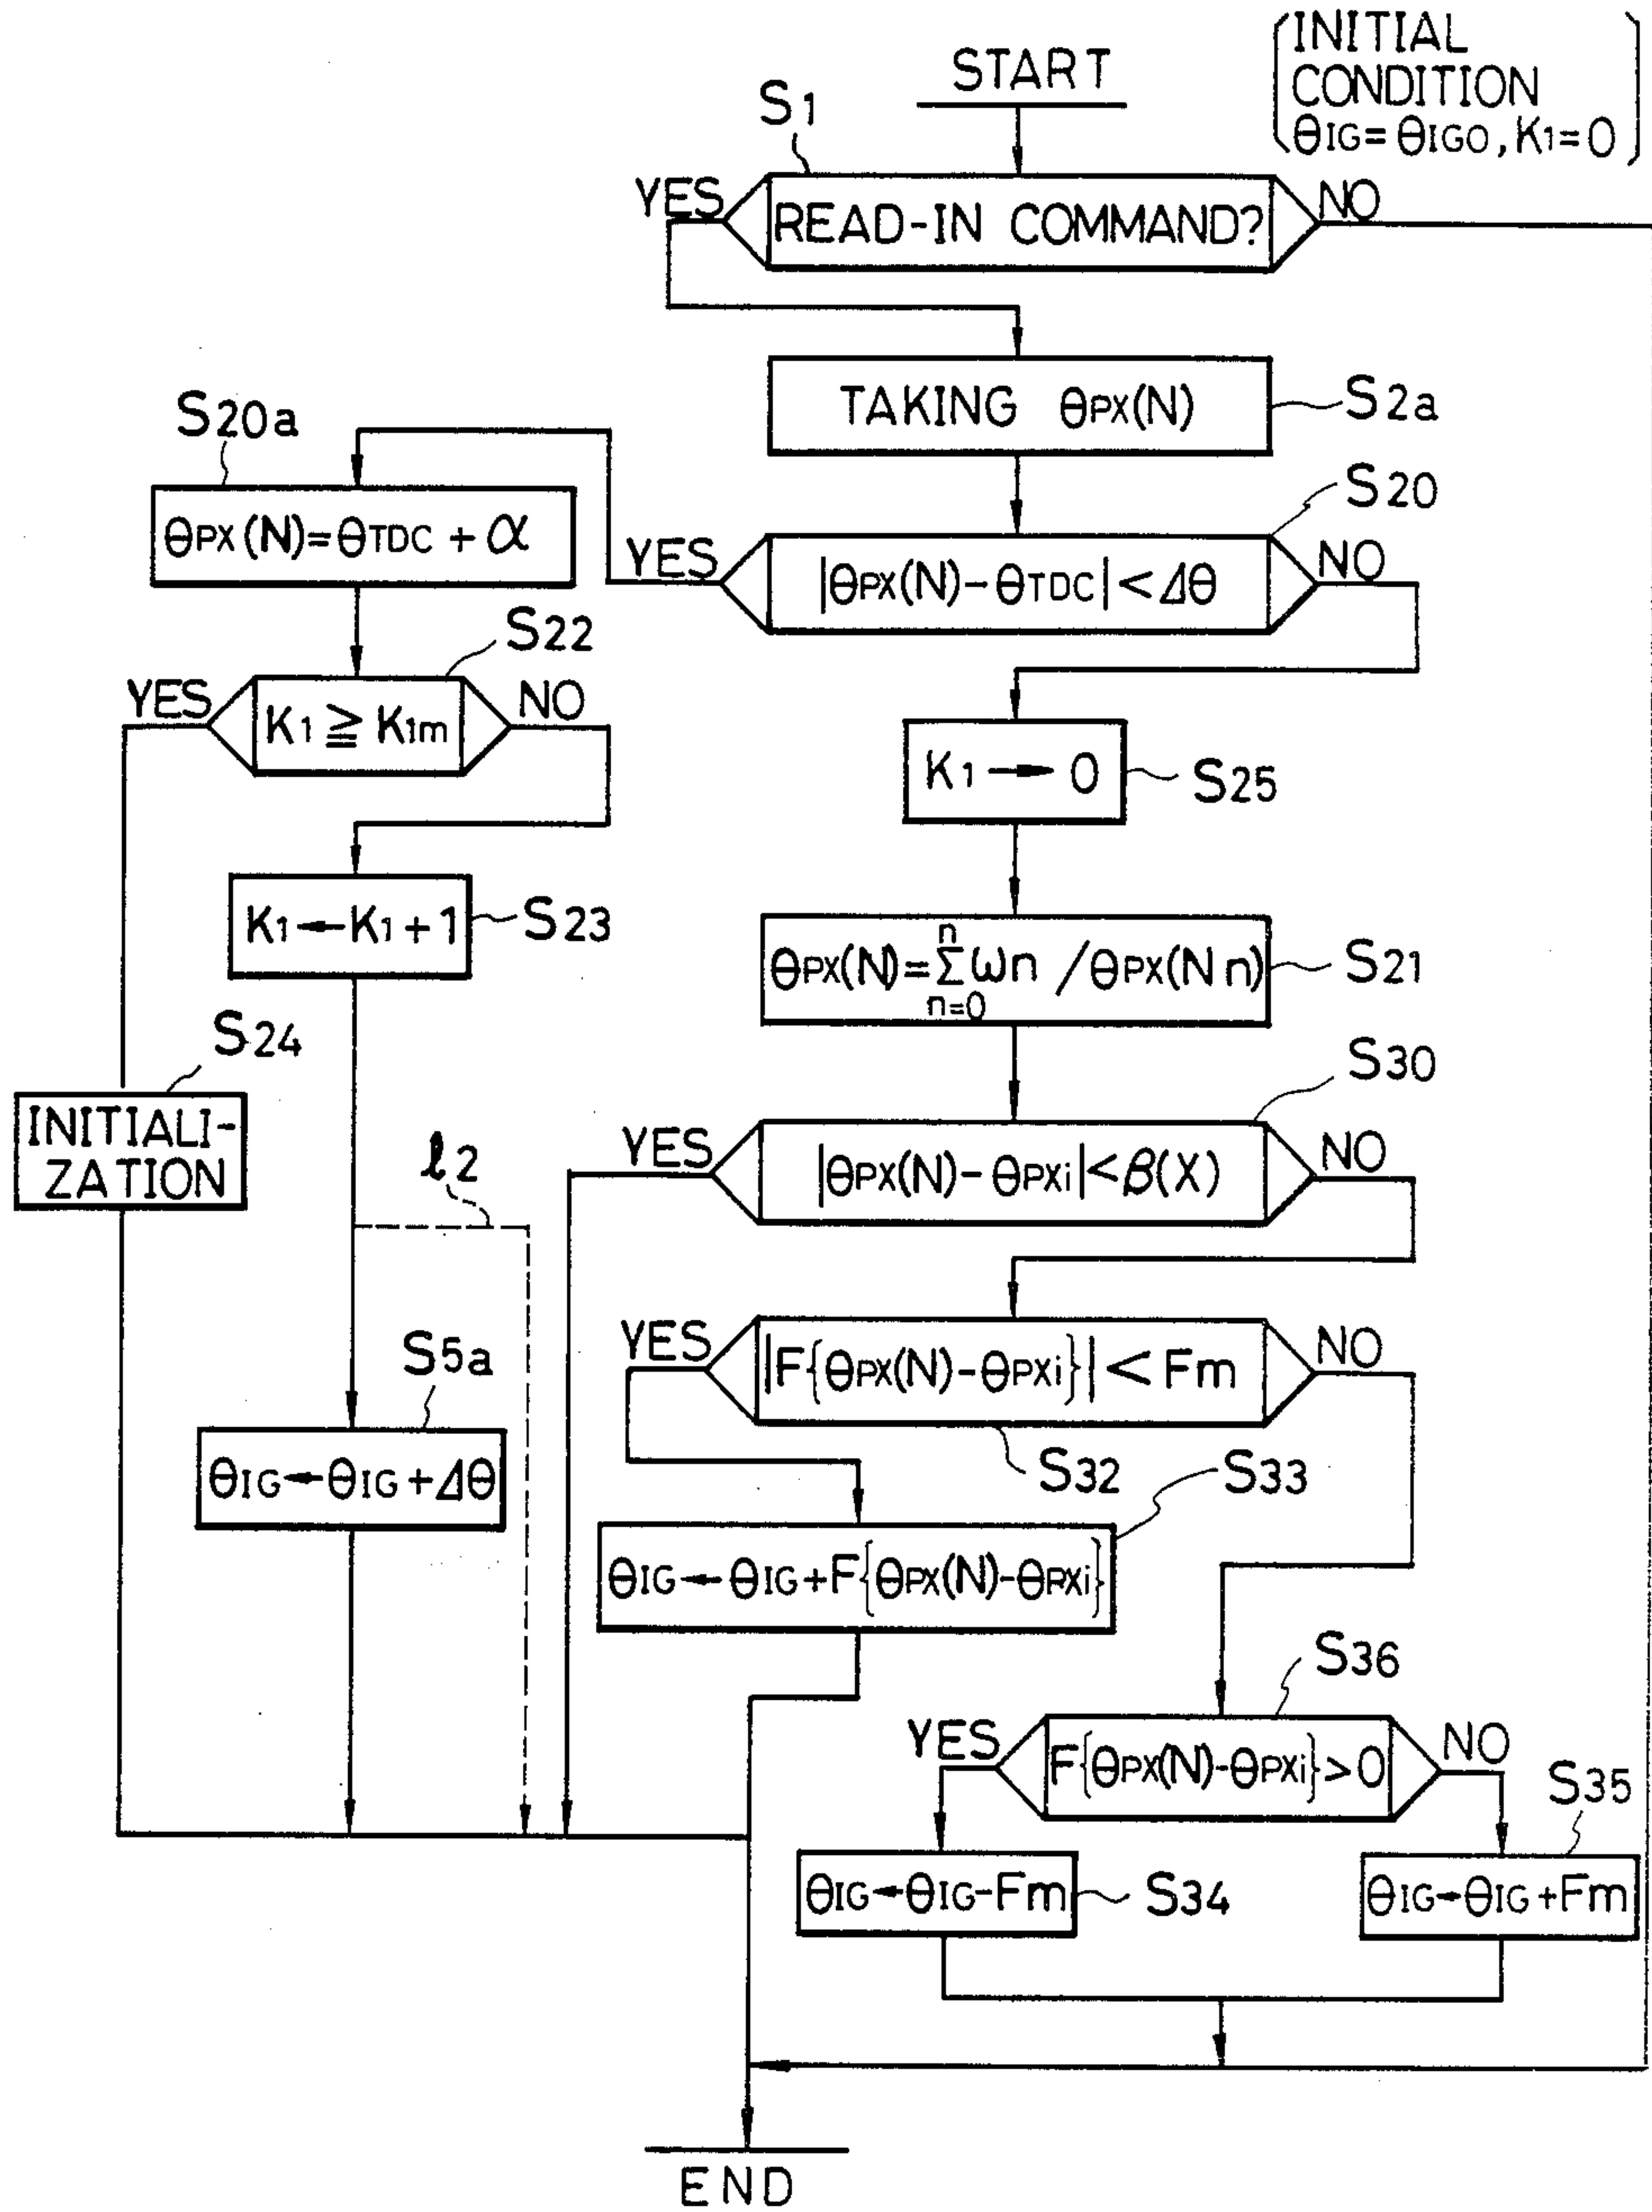 START
INITIAL
CONDITION
θIG=θIGO, K1=0
S1
YES
READ-IN COMMAND?
NO
TAKING θPX(N)
S2a
S20a
θPX(N)=θTDC+α
S20
YES
|θPX(N)-θTDC|<Δθ
NO
S22
YES
K1≧K1m
NO
K1→0
S25
K1←K1+1
S23
θPX(N)=Σωn/θPX(Nn)
n
n=0
S21
S24
INITIALI-
ZATION
S30
YES
|θPX(N)-θPXi|<β(X)
NO
ℓ2
YES
|F{θPX(N)-θPXi}|<Fm
NO
S32
S5a
θIG←θIG+Δθ
S33
θIG←θIG+F{θPX(N)-θPXi}
S36
YES
F{θPX(N)-θPXi}>0
NO
S35
θIG←θIG-Fm
S34
θIG←θIG+Fm
END